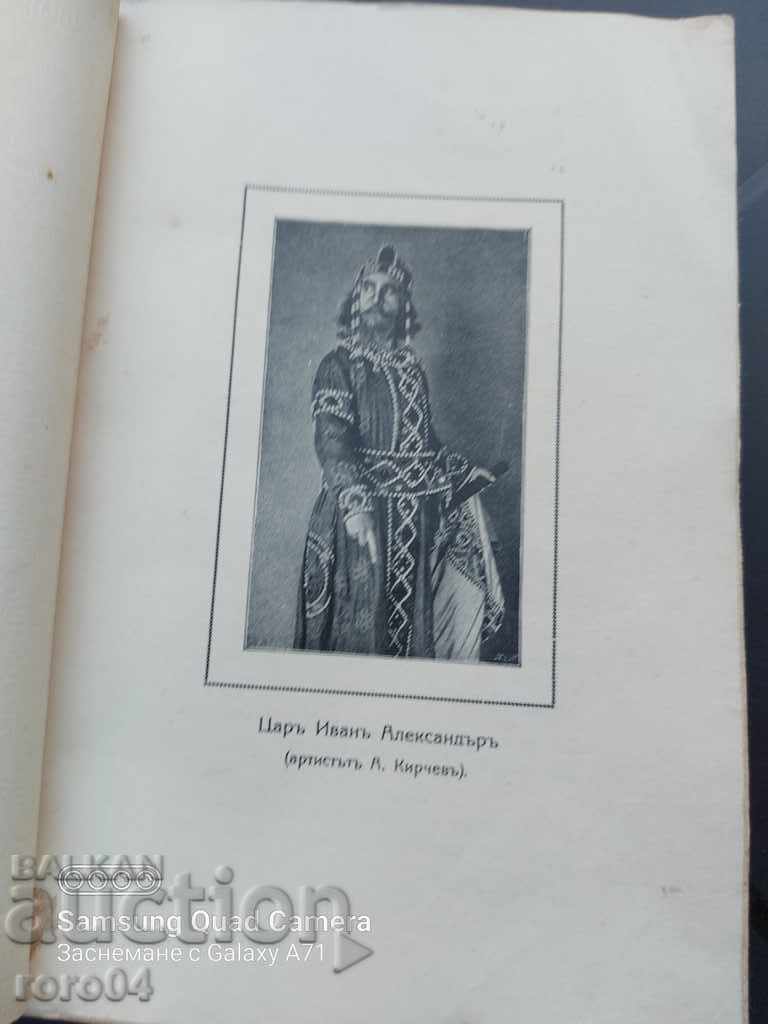 Царъ Иванъ Александъръ
(артистътъ А. Кирчевъ).
BALKAN
auction
Samsung Quad Camera
Заснемане с Galaxy A71
roro04